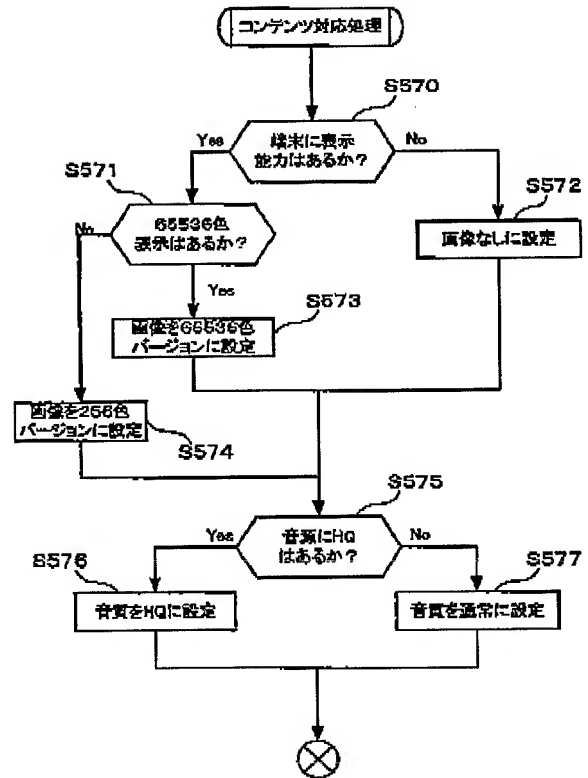 コンテンツ対応処理
S570
端末に表示
能力はあるか?
Yes
No
S571
65536色
表示はあるか?
No
Yes
S572
画像なしに設定
S573
画像を65536色
バージョンに設定
画像を256色
バージョンに設定
S574
S575
音源にHQ
はあるか?
Yes
No
S576
音質をHQに設定
S577
音質を通常に設定